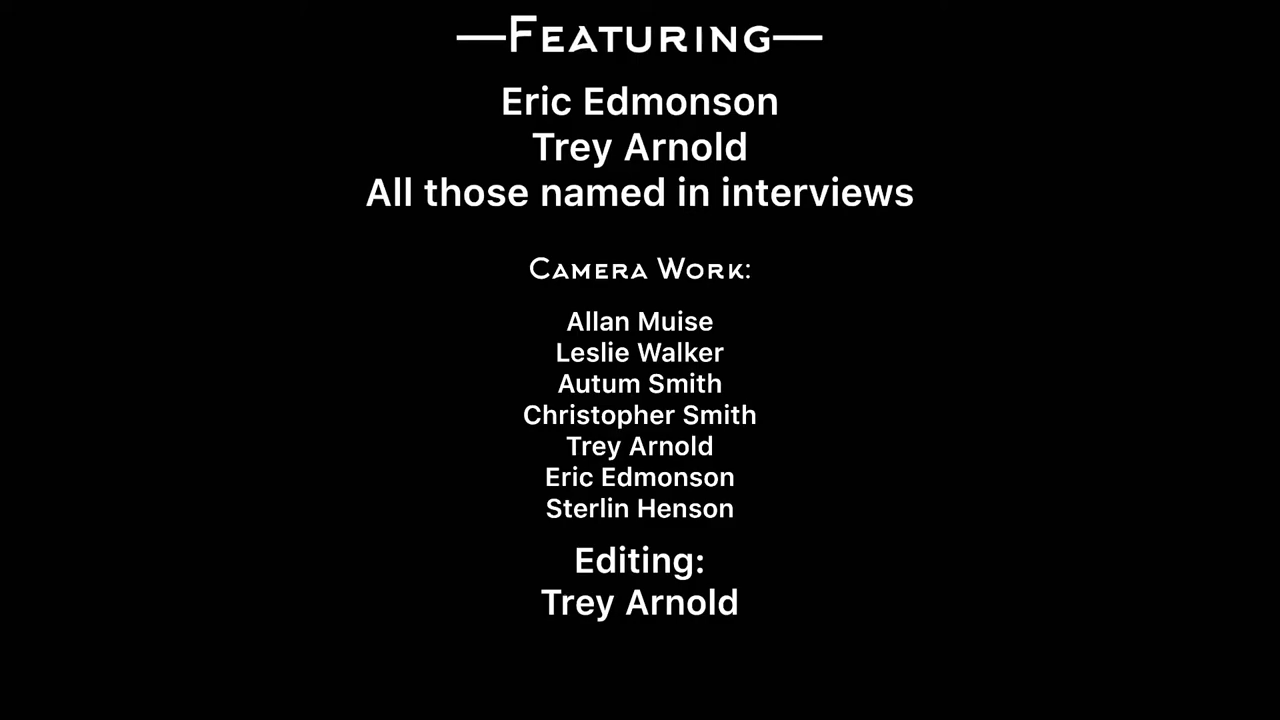 —Featuring—
Eric Edmonson
Trey Arnold
All those named in interviews
Camera Work:
Allan Muise
Leslie Walker
Autum Smith
Christopher Smith
Trey Arnold
Eric Edmonson
Sterlin Henson
Editing:
Trey Arnold